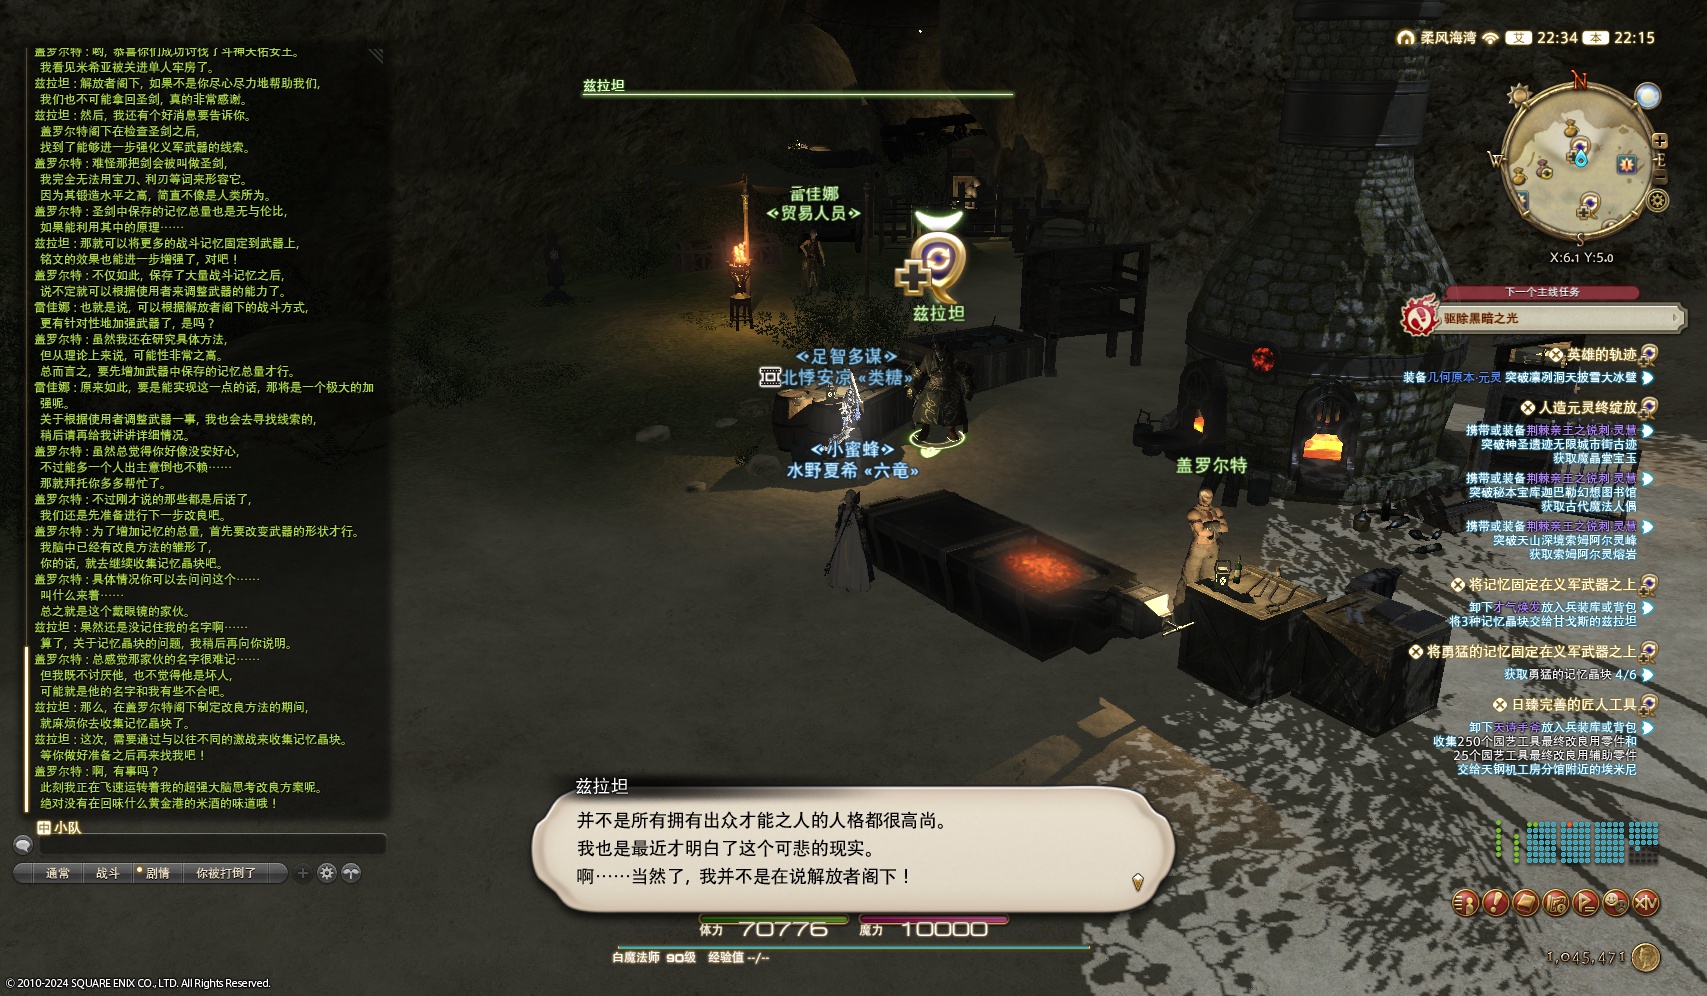 盖罗尔特：哟，恭喜你们成功讨伐了斗神天佑女王。
我看见米希亚被关进单人牢房了。
兹拉坦：解放者阁下，如果不是你尽心尽力地帮助我们，
我们也不可能拿回圣剑，真的非常感谢。
兹拉坦：然后，我还有个好消息要告诉你。
盖罗尔特阁下在检查圣剑之后，
找到了能够进一步强化义军武器的线索。
盖罗尔特：难怪那把剑会被叫做圣剑，
我完全无法用宝刀、利刃等词来形容它。
因为其锻造水平之高，简直不像是人类所为。
盖罗尔特：圣剑中保存的记忆总量也是无与伦比，
如果能利用其中的原理……
兹拉坦：那就可以将更多的战斗记忆固定到武器上，
铭文的效果也能进一步增强了，对吧！
盖罗尔特：不仅如此，保存了大量战斗记忆之后，
说不定就可以根据使用者来调整武器的能力了。
雷佳娜：也就是说，可以根据解放者阁下的战斗方式，
更有针对性地加强武器了，是吗？
盖罗尔特：虽然我还在研究具体方法，
但从理论上来说，可能性非常之高。
总而言之，要先增加武器中保存的记忆总量才行。
雷佳娜：原来如此，要是能实现这一点的话，那将是一个极大的加
强呢。
关于根据使用者调整武器一事，我也会去寻找线索的，
稍后请再给我讲讲详细情况。
盖罗尔特：虽然总觉得你好像没安好心，
不过能多一个人出主意倒也不赖……
那就拜托你多多帮忙了。
盖罗尔特：不过刚才说的那些都是后话了，
我们还是先准备进行下一步改良吧。
盖罗尔特：为了增加记忆的总量，首先要改变武器的形状才行。
我脑中已经有改良方法的雏形了，
你的话，就去继续收集记忆晶块吧。
盖罗尔特：具体情况你可以去问问这个……
叫什么来着……
总之就是这个戴眼镜的家伙。
兹拉坦：果然还是没记住我的名字啊……
算了，关于记忆晶块的问题，我稍后再向你说明。
盖罗尔特：总感觉那家伙的名字很难记……
但我既不讨厌他，也不觉得他是坏人，
可能就是他的名字和我有些不合吧。
兹拉坦：那么，在盖罗尔特阁下制定改良方法的期间，
就麻烦你去收集记忆晶块了。
兹拉坦：这次，需要通过与以往不同的激战来收集记忆晶块。
等你做好准备之后再来找我吧！
盖罗尔特：啊，有事吗？
此刻我正在飞速运转着我的超强大脑思考改良方案呢。
绝对没有在回味什么黄金港的米酒的味道哦！
小队
通常 战斗 剧情 你被打倒了
兹拉坦
雷佳娜
<贸易人员>
兹拉坦
<足智多谋>
北悸安凉 «类糖»
<小蜜蜂>
水野夏希 «六竜»
盖罗尔特
柔风海湾 艾 22:34 本 22:15
N
W E
S
X:6.1 Y:5.0
下一个主线任务
驱除黑暗之光
英雄的轨迹
装备几何原本·元灵 突破凛冽洞天披雪大冰壁
人造元灵终绽放
携带或装备荆棘亲王之锐刺·灵慧
突破神圣遗迹无限城市街古迹
获取魔晶堂宝玉
携带或装备荆棘亲王之锐刺·灵慧
突破秘本宝库迦巴勒幻想图书馆
获取古代魔法人偶
携带或装备荆棘亲王之锐刺·灵慧
突破天山深境索姆阿尔灵峰
获取索姆阿尔灵熔岩
将记忆固定在义军武器之上
卸下才气焕发放入兵装库或背包
将3种记忆晶块交给甘戈斯的兹拉坦
将勇猛的记忆固定在义军武器之上
获取勇猛的记忆晶块 4/6
日臻完善的匠人工具
卸下天诗手斧放入兵装库或背包
收集250个园艺工具最终改良用零件和
25个园艺工具最终改良用辅助零件
交给天钢机工房分馆附近的埃米尼
兹拉坦
并不是所有拥有出众才能之人的人格都很高尚。
我也是最近才明白了这个可悲的现实。
啊……当然了，我并不是在说解放者阁下！
体力 70776 魔力 10000
白魔法师 90级 经验值 --/--
XIV
1,045,471
© 2010-2024 SQUARE ENIX CO., LTD. All Rights Reserved.